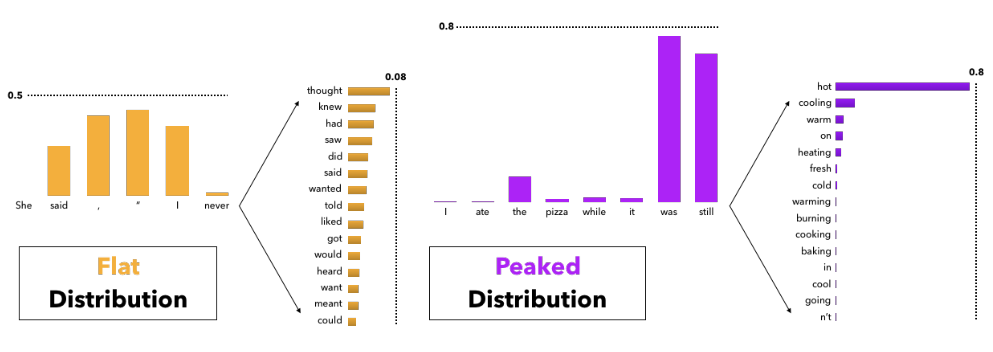 0.5
She said , " I never
Flat
Distribution
0.08
thought
knew
had
saw
did
said
wanted
told
liked
got
would
heard
want
meant
could
0.8
I ate the pizza while it was still
Peaked
Distribution
0.8
hot
cooling
warm
on
heating
fresh
cold
warming
burning
cooking
baking
in
cool
going
n't